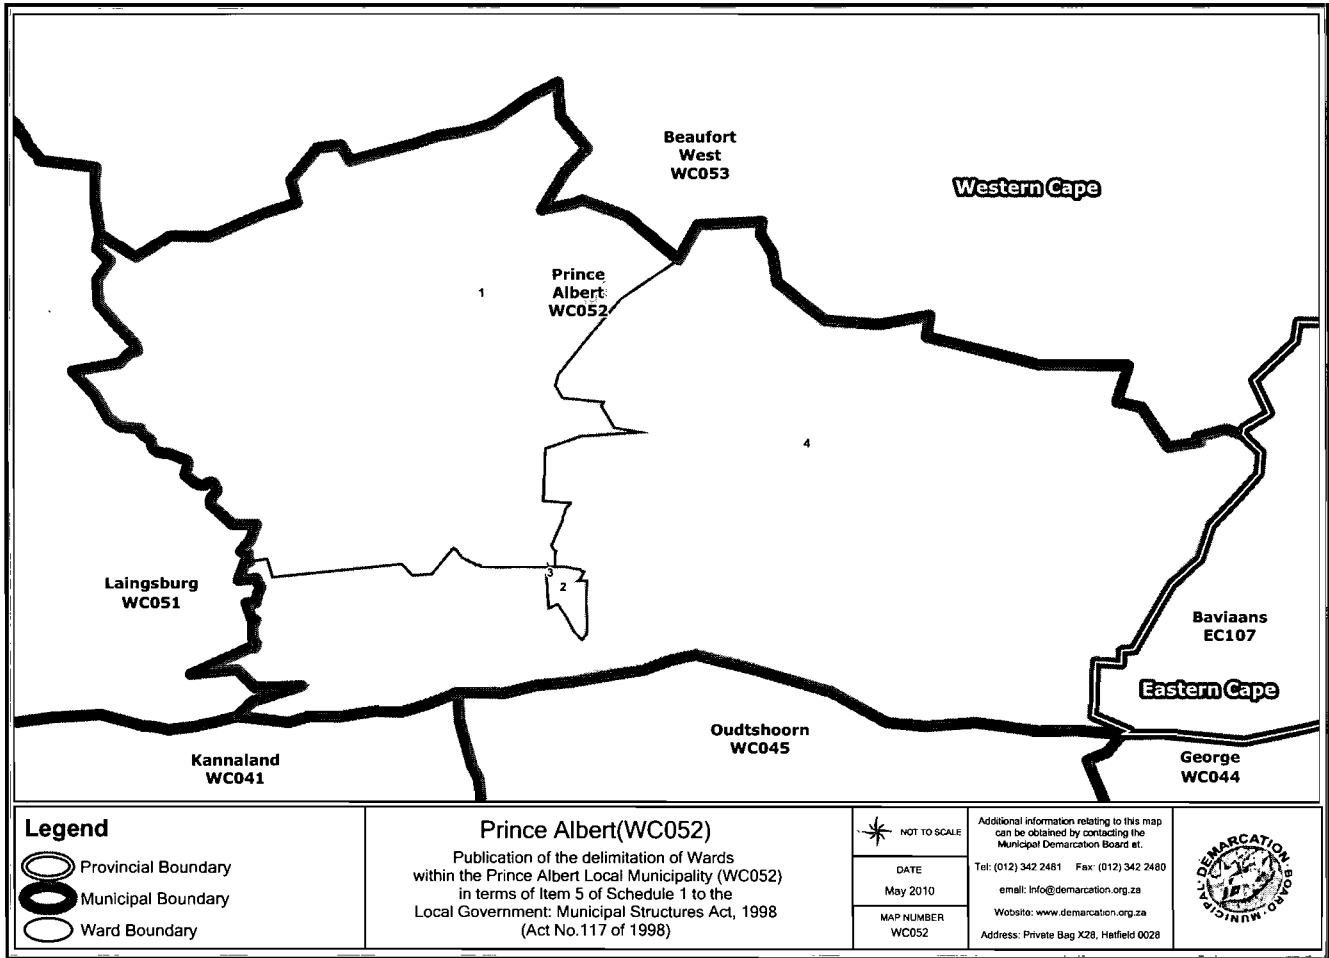 Beaufort
West
WC053
Western Cape
Prince
Albert
WC052
1
4
3
2
Laingsburg
WC051
Baviaans
EC107
Eastern Cape
Oudtshoorn
WC045
Kannaland
WC041
George
WC044
Legend
Provincial Boundary
Municipal Boundary
Ward Boundary
Prince Albert(WC052)
Publication of the delimitation of Wards
within the Prince Albert Local Municipality (WC052)
in terms of Item 5 of Schedule 1 to the
Local Government: Municipal Structures Act, 1998
(Act No.117 of 1998)
NOT TO SCALE
DATE
May 2010
MAP NUMBER
WC052
Additional information relating to this map
can be obtained by contacting the
Municipal Demarcation Board at.
Tel: (012) 342 2481 Fax: (012) 342 2480
email: Info@demarcation.org.za
Website: www.demarcation.org.za
Address: Private Bag X28, Hatfield 0028
MUNICIPAL · DEMARCATION · BOARD ·